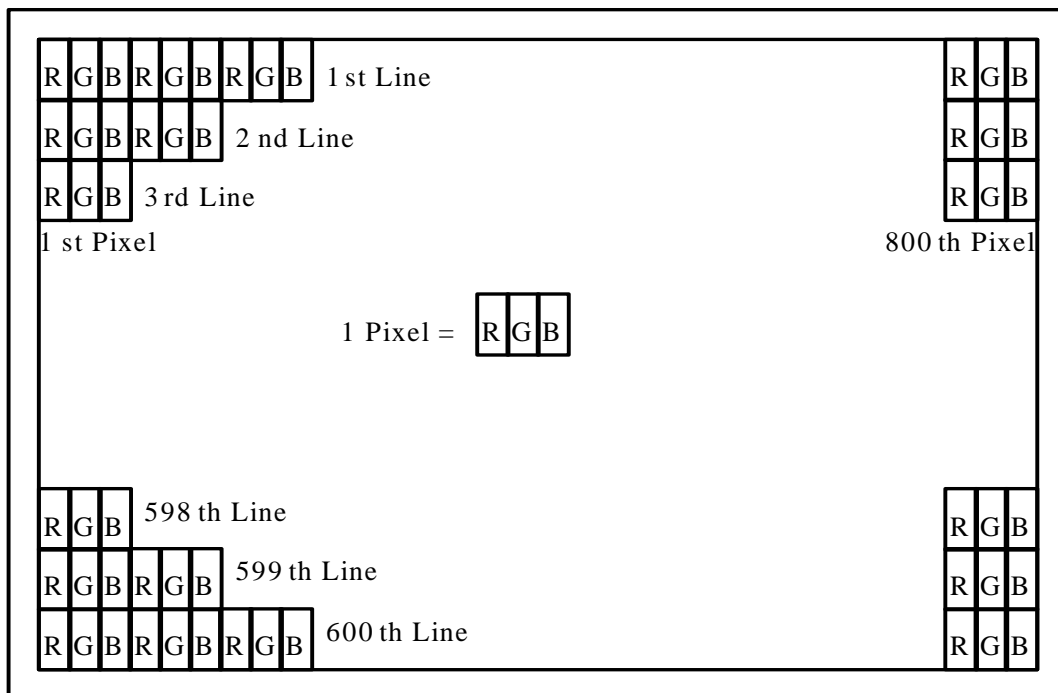 R G B R G B R G B 1 st Line R G B
R G B R G B 2 nd Line R G B
R G B 3 rd Line R G B
1 st Pixel 800 th Pixel
1 Pixel = R G B
R G B 598 th Line R G B
R G B R G B 599 th Line R G B
R G B R G B R G B 600 th Line R G B